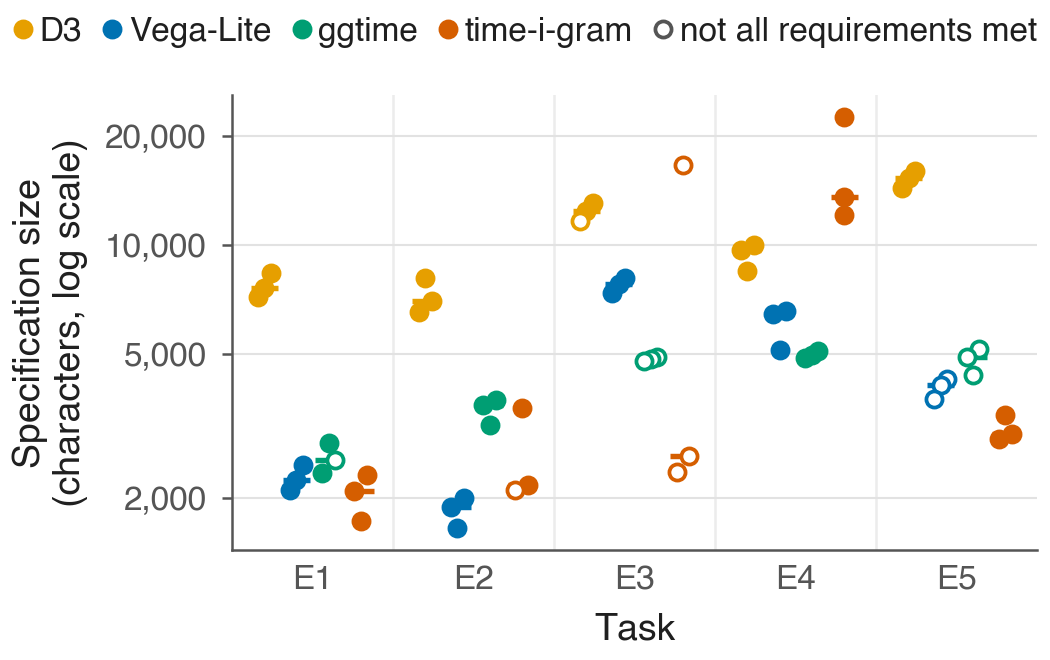 D3 Vega-Lite ggtime time-i-gram not all requirements met
Specification size
(characters, log scale)
20,000
10,000
5,000
2,000
E1 E2 E3 E4 E5
Task